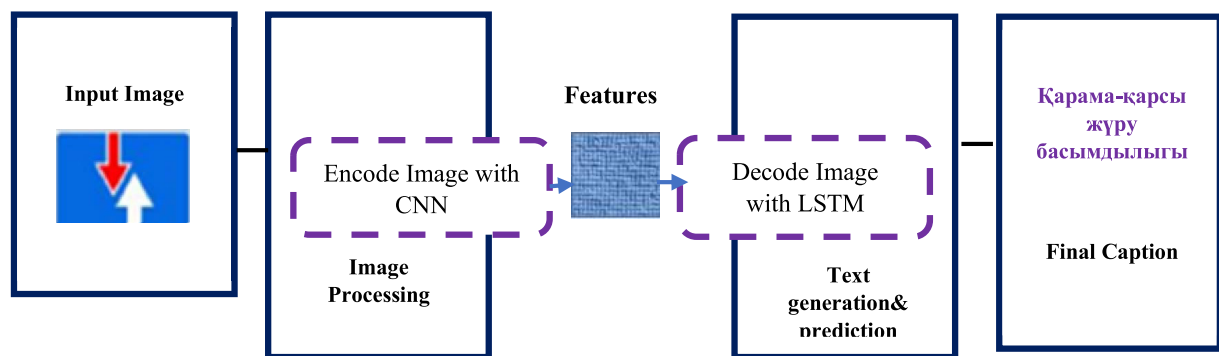 Input Image
Encode Image with
CNN
Image
Processing
Features
Decode Image
with LSTM
Text
generation&
prediction
Қарама-қарсы
жүру
басымдылыгы
Final Caption